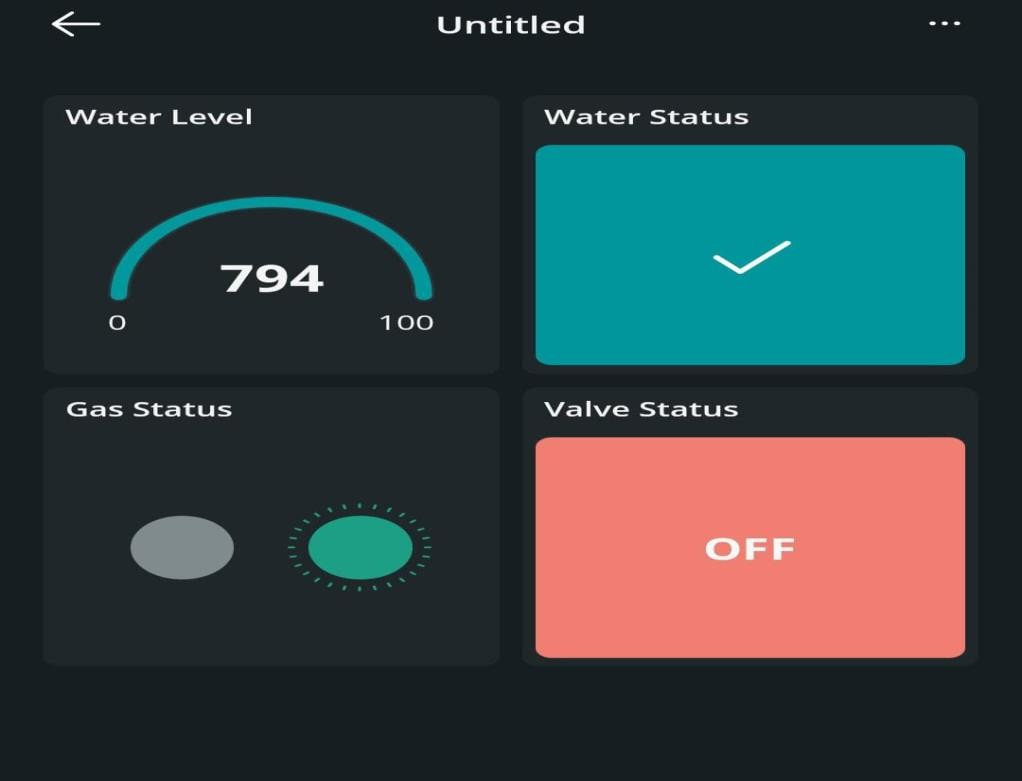 Untitled
Water Level
794
0
100
Water Status
Gas Status
Valve Status
OFF